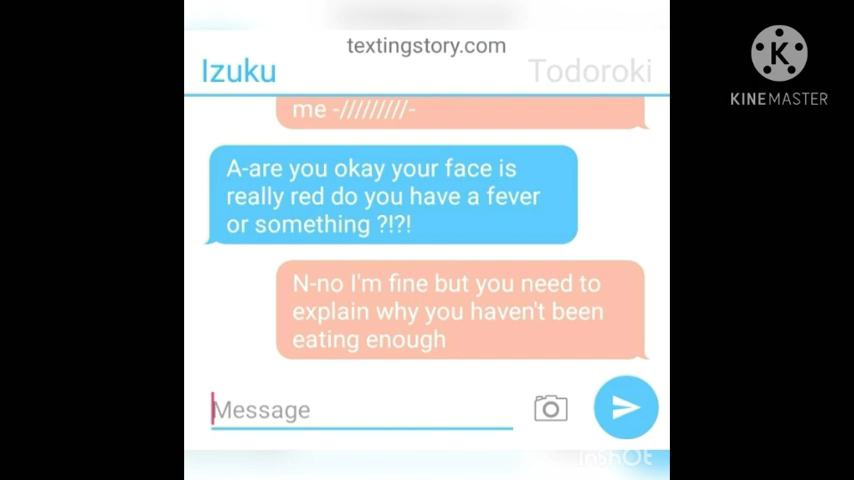 textingstory.com
Izuku
Todoroki
K
KINEMASTER
me -/////////-
A-are you okay your face is
really red do you have a fever
or something ?!?!
N-no I'm fine but you need to
explain why you haven't been
eating enough
Message
InShOt